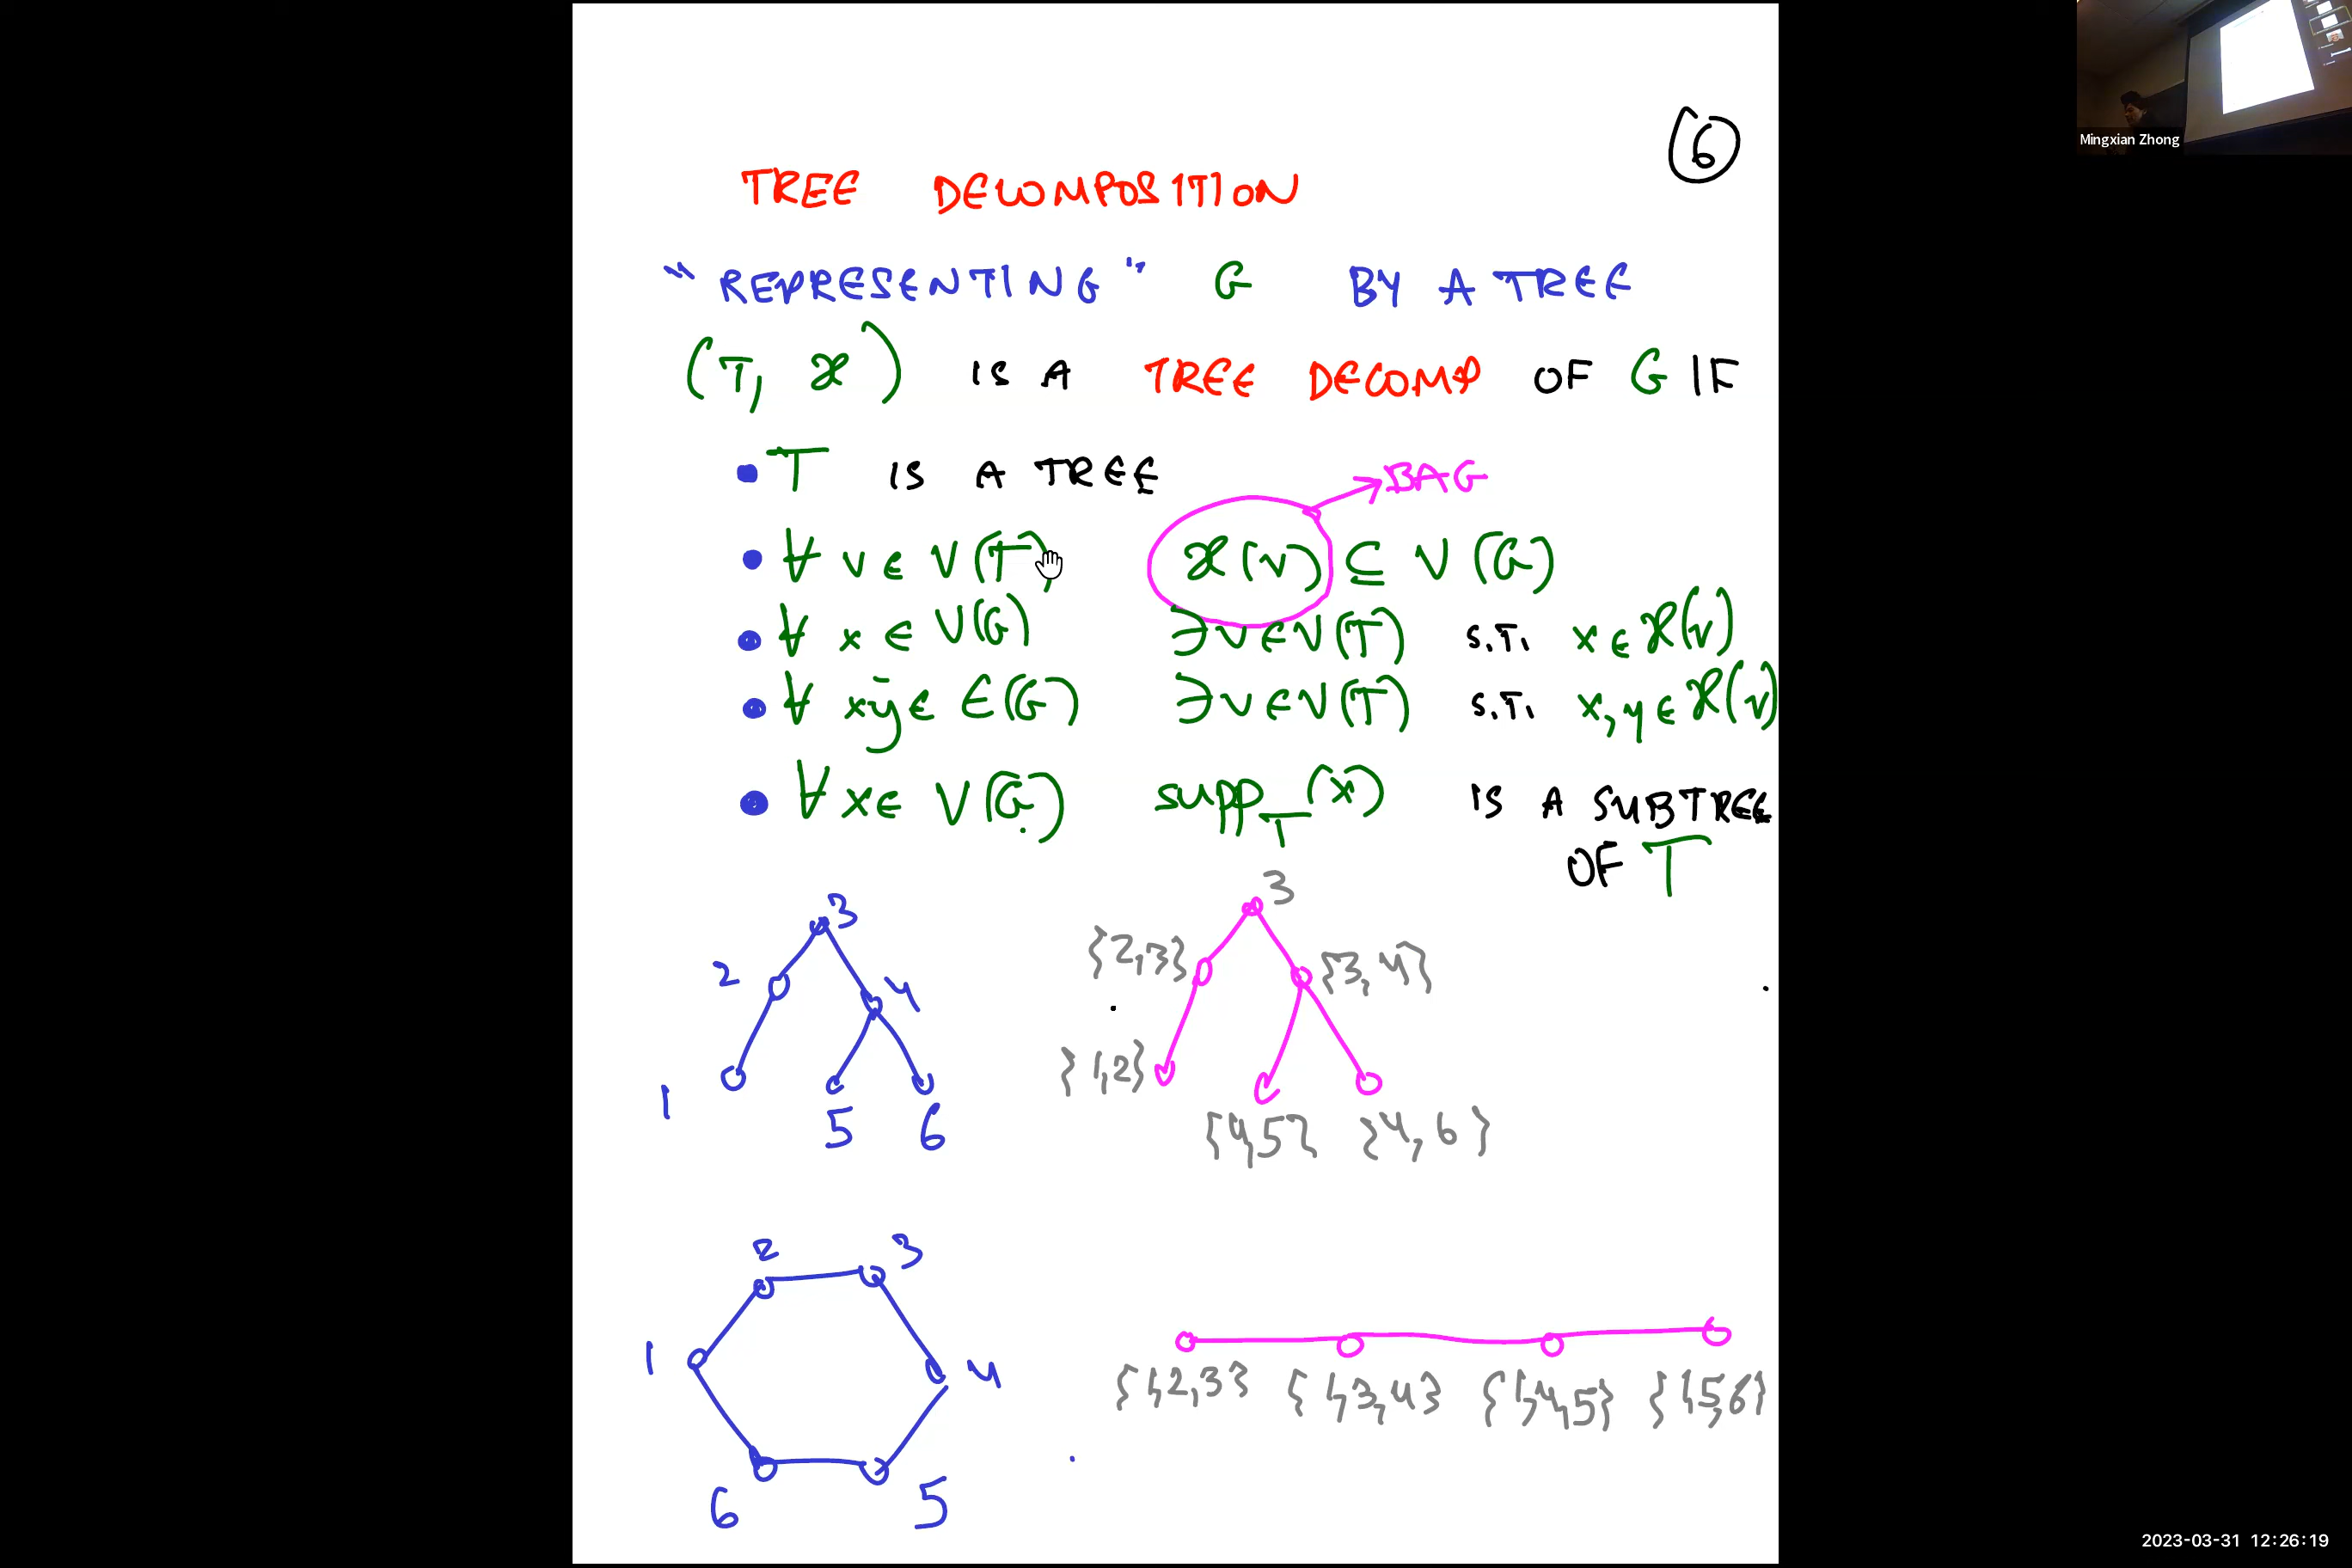 6
TREE DECOMPOSITION
"REPRESENTING" G BY A TREE
(T, 𝒳) IS A TREE DECOMP OF G IF
• T IS A TREE
→BAG
• ∀ v ∈ V(T) 𝒳(v) ⊆ V(G)
• ∀ x ∈ V(G) ∃ v ∈ V(T) s.t. x ∈ 𝒳(v)
• ∀ xy ∈ E(G) ∃ v ∈ V(T) s.t. x, y ∈ 𝒳(v)
• ∀ x ∈ V(G) supp_T(x) IS A SUBTREE
OF T
3
2
4
1
5
6
3
{2,3}
{3,4}
{1,2}
{4,5}
{4,6}
2
3
1
4
6
5
{1,2,3} {1,3,4} {1,4,5} {1,5,6}
Mingxian Zhong
2023-03-31 12:26:19